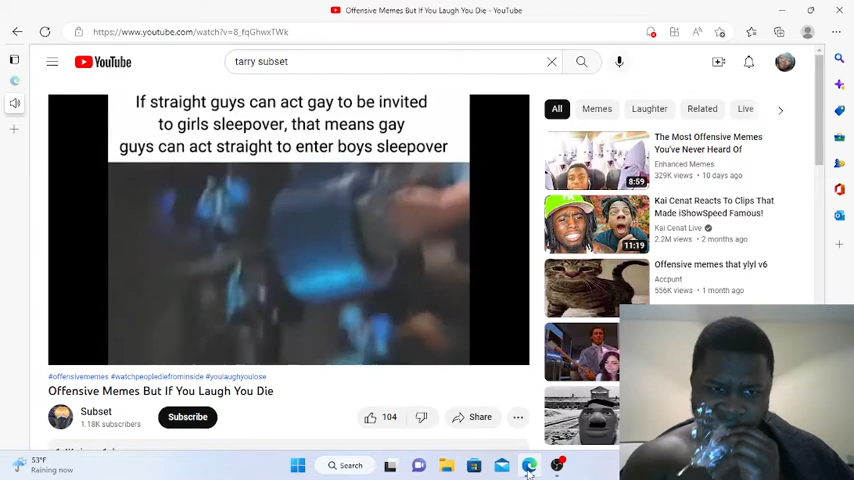 Offensive Memes But If You Laugh You Die - YouTube
https://www.youtube.com/watch?v=8_fqGhwxTWk
YouTube
tarry subset
If straight guys can act gay to be invited
to girls sleepover, that means gay
guys can act straight to enter boys sleepover
#offensivememes #watchpeoplediefrominside #youlaughyoulose
Offensive Memes But If You Laugh You Die
Subset
1.18K subscribers
Subscribe
104
Share
All
Memes
Laughter
Related
Live
The Most Offensive Memes
You've Never Heard Of
Enhanced Memes
329K views • 10 days ago
8:59
Kai Cenat Reacts To Clips That
Made iShowSpeed Famous!
Kai Cenat Live
2.2M views • 2 months ago
11:19
Offensive memes that ylyl v6
Accpunt
556K views • 1 month ago
53°F
Raining now
Search